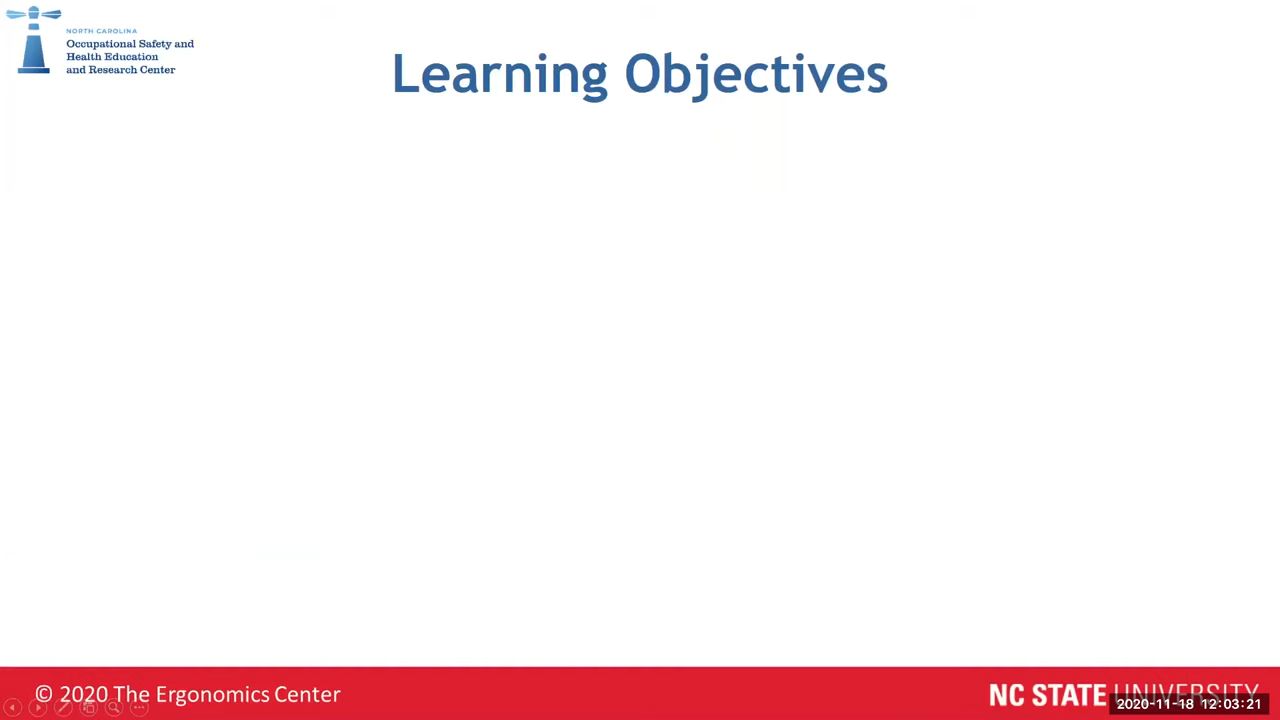 NORTH CAROLINA
Occupational Safety and
Health Education
and Research Center
Learning Objectives
© 2020 The Ergonomics Center
NC STATE UNIVERSITY
2020-11-18 12:03:21